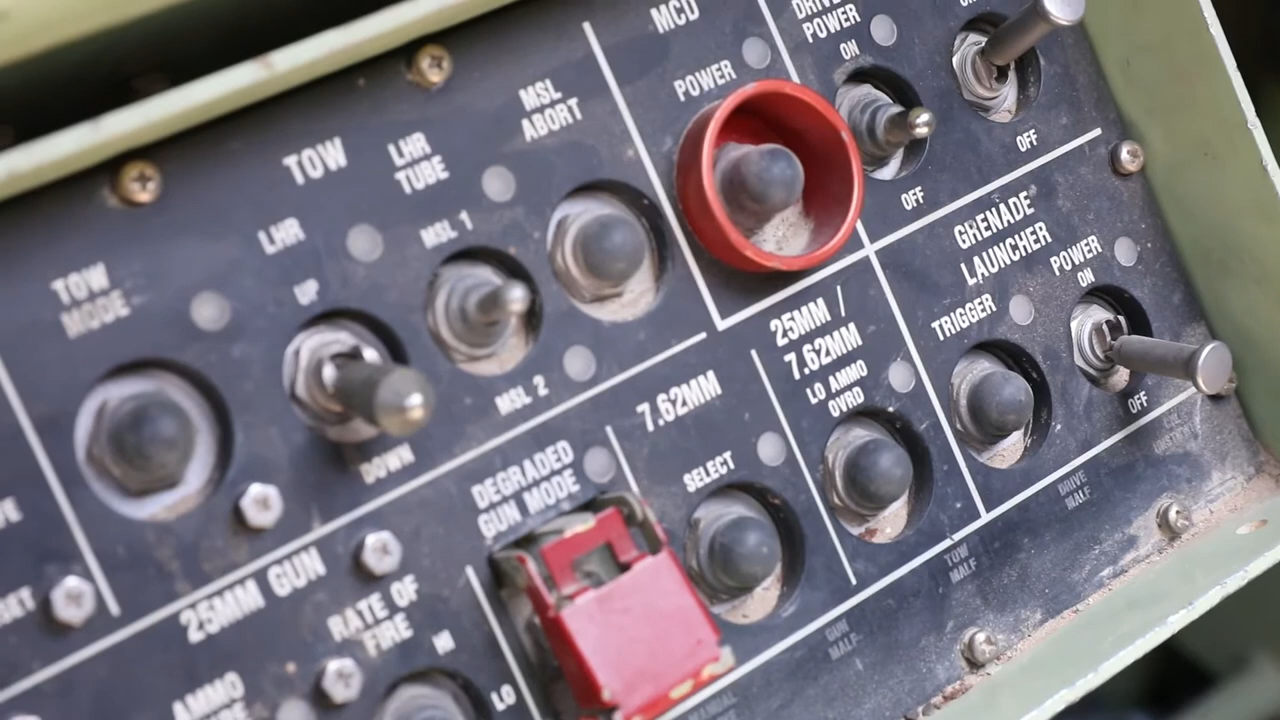 MCD
POWER
DRIVE
POWER
ON
OFF
OFF
MSL
ABORT
TOW
LHR
TUBE
MSL 1
MSL 2
LHR
UP
DOWN
TOW
MODE
GRENADE
LAUNCHER
TRIGGER
POWER
ON
OFF
25MM /
7.62MM
LO AMMO
OVRD
7.62MM
SELECT
DEGRADED
GUN MODE
25MM GUN
RATE OF
FIRE
HI
LO
AMMO
DRIVE
MALF
TOW
MALF
GUN
MALF